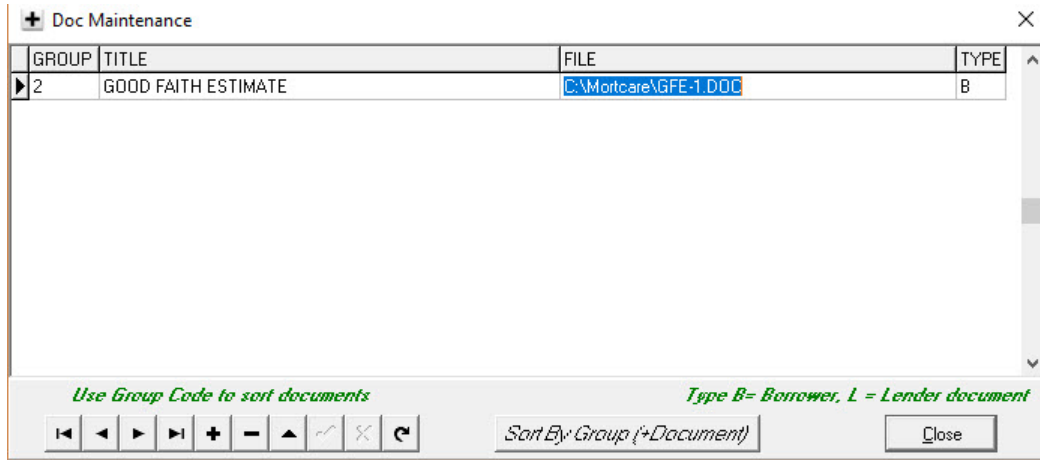 Doc Maintenance
GROUP TITLE FILE TYPE
2 GOOD FAITH ESTIMATE C:\Mortcare\GFE-1.DOC B
Use Group Code to sort documents Type B= Borrower, L = Lender document
Sort By Group (+Document) Close